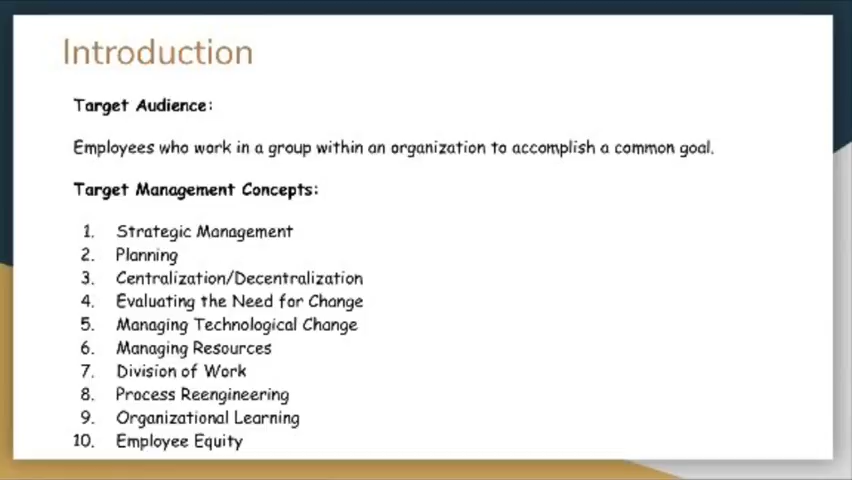 Introduction
Target Audience:
Employees who work in a group within an organization to accomplish a common goal.
Target Management Concepts:
1. Strategic Management
2. Planning
3. Centralization/Decentralization
4. Evaluating the Need for Change
5. Managing Technological Change
6. Managing Resources
7. Division of Work
8. Process Reengineering
9. Organizational Learning
10. Employee Equity